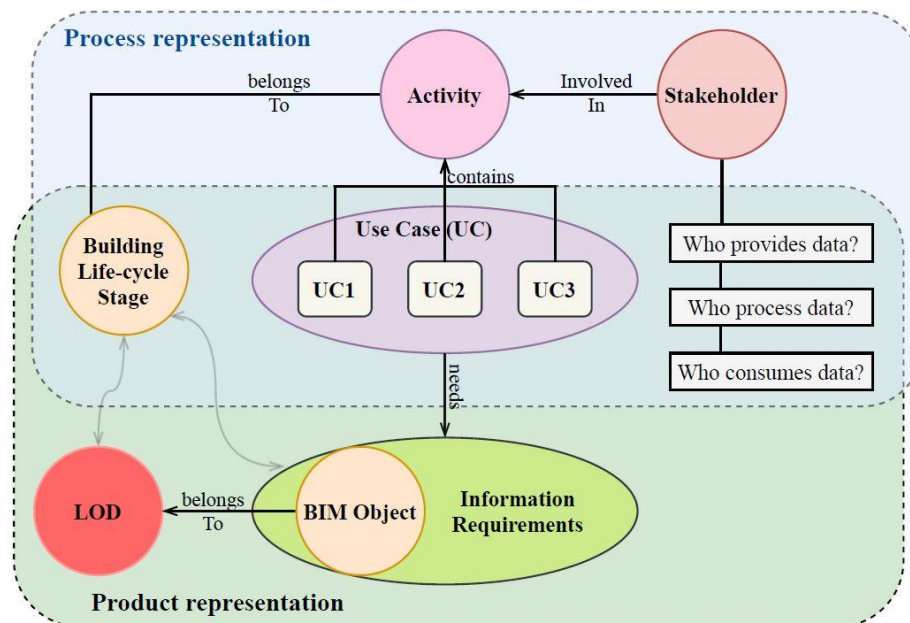 Process representation
belongs
To
Activity
Involved
In
Stakeholder
contains
Building
Life-cycle
Stage
Use Case (UC)
UC1
UC2
UC3
Who provides data?
Who process data?
Who consumes data?
needs
LOD
belongs
To
BIM Object
Information
Requirements
Product representation